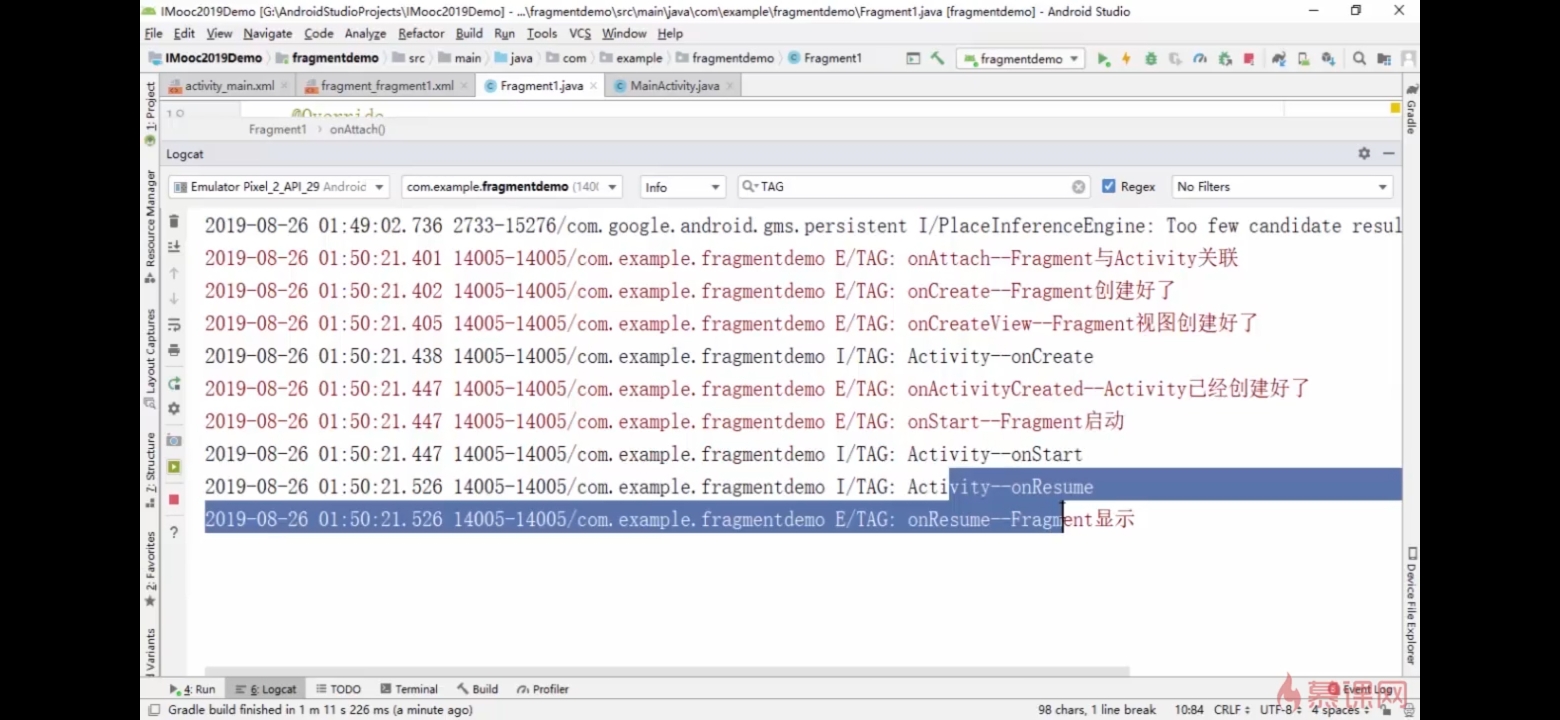 IMooc2019Demo [G:\AndroidStudioProjects\IMooc2019Demo] - ...\fragmentdemo\src\main\java\com\example\fragmentdemo\Fragment1.java [fragmentdemo] - Android Studio
File Edit View Navigate Code Analyze Refactor Build Run Tools VCS Window Help
IMooc2019Demo fragmentdemo src main java com example fragmentdemo Fragment1 fragmentdemo
activity_main.xml fragment_fragment1.xml Fragment1.java MainActivity.java
@Override
Fragment1 onAttach()
Logcat
Emulator Pixel_2_API_29 Android com.example.fragmentdemo (140 Info TAG Regex No Filters
2019-08-26 01:49:02.736 2733-15276/com.google.android.gms.persistent I/PlaceInferenceEngine: Too few candidate resul
2019-08-26 01:50:21.401 14005-14005/com.example.fragmentdemo E/TAG: onAttach--Fragment与Activity关联
2019-08-26 01:50:21.402 14005-14005/com.example.fragmentdemo E/TAG: onCreate--Fragment创建好了
2019-08-26 01:50:21.405 14005-14005/com.example.fragmentdemo E/TAG: onCreateView--Fragment视图创建好了
2019-08-26 01:50:21.438 14005-14005/com.example.fragmentdemo I/TAG: Activity--onCreate
2019-08-26 01:50:21.447 14005-14005/com.example.fragmentdemo E/TAG: onActivityCreated--Activity已经创建好了
2019-08-26 01:50:21.447 14005-14005/com.example.fragmentdemo E/TAG: onStart--Fragment启动
2019-08-26 01:50:21.447 14005-14005/com.example.fragmentdemo I/TAG: Activity--onStart
2019-08-26 01:50:21.526 14005-14005/com.example.fragmentdemo I/TAG: Activity--onResume
2019-08-26 01:50:21.526 14005-14005/com.example.fragmentdemo E/TAG: onResume--Fragment显示
1: Project
Resource Manager
Layout Captures
7: Structure
2: Favorites
Variants
Gradle
Device File Explorer
4: Run 6: Logcat TODO Terminal Build Profiler Event Log
慕课网
Gradle build finished in 1 m 11 s 226 ms (a minute ago) 98 chars, 1 line break 10:84 CRLF UTF-8 4 spaces